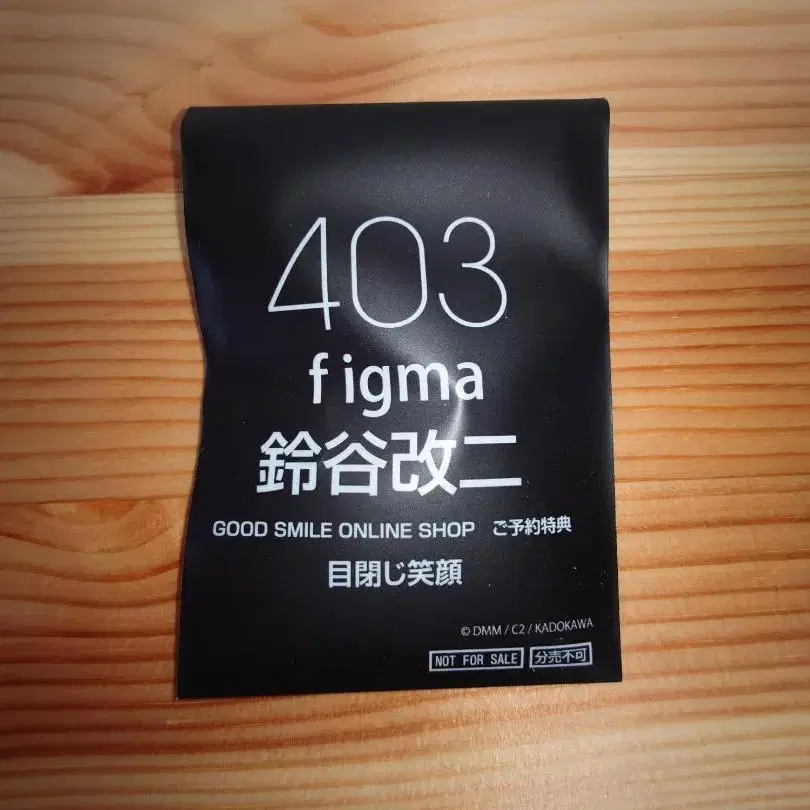 403
figma
鈴谷改二
GOOD SMILE ONLINE SHOP ご予約特典
目閉じ笑顔
© DMM / C2 / KADOKAWA
NOT FOR SALE 分売不可